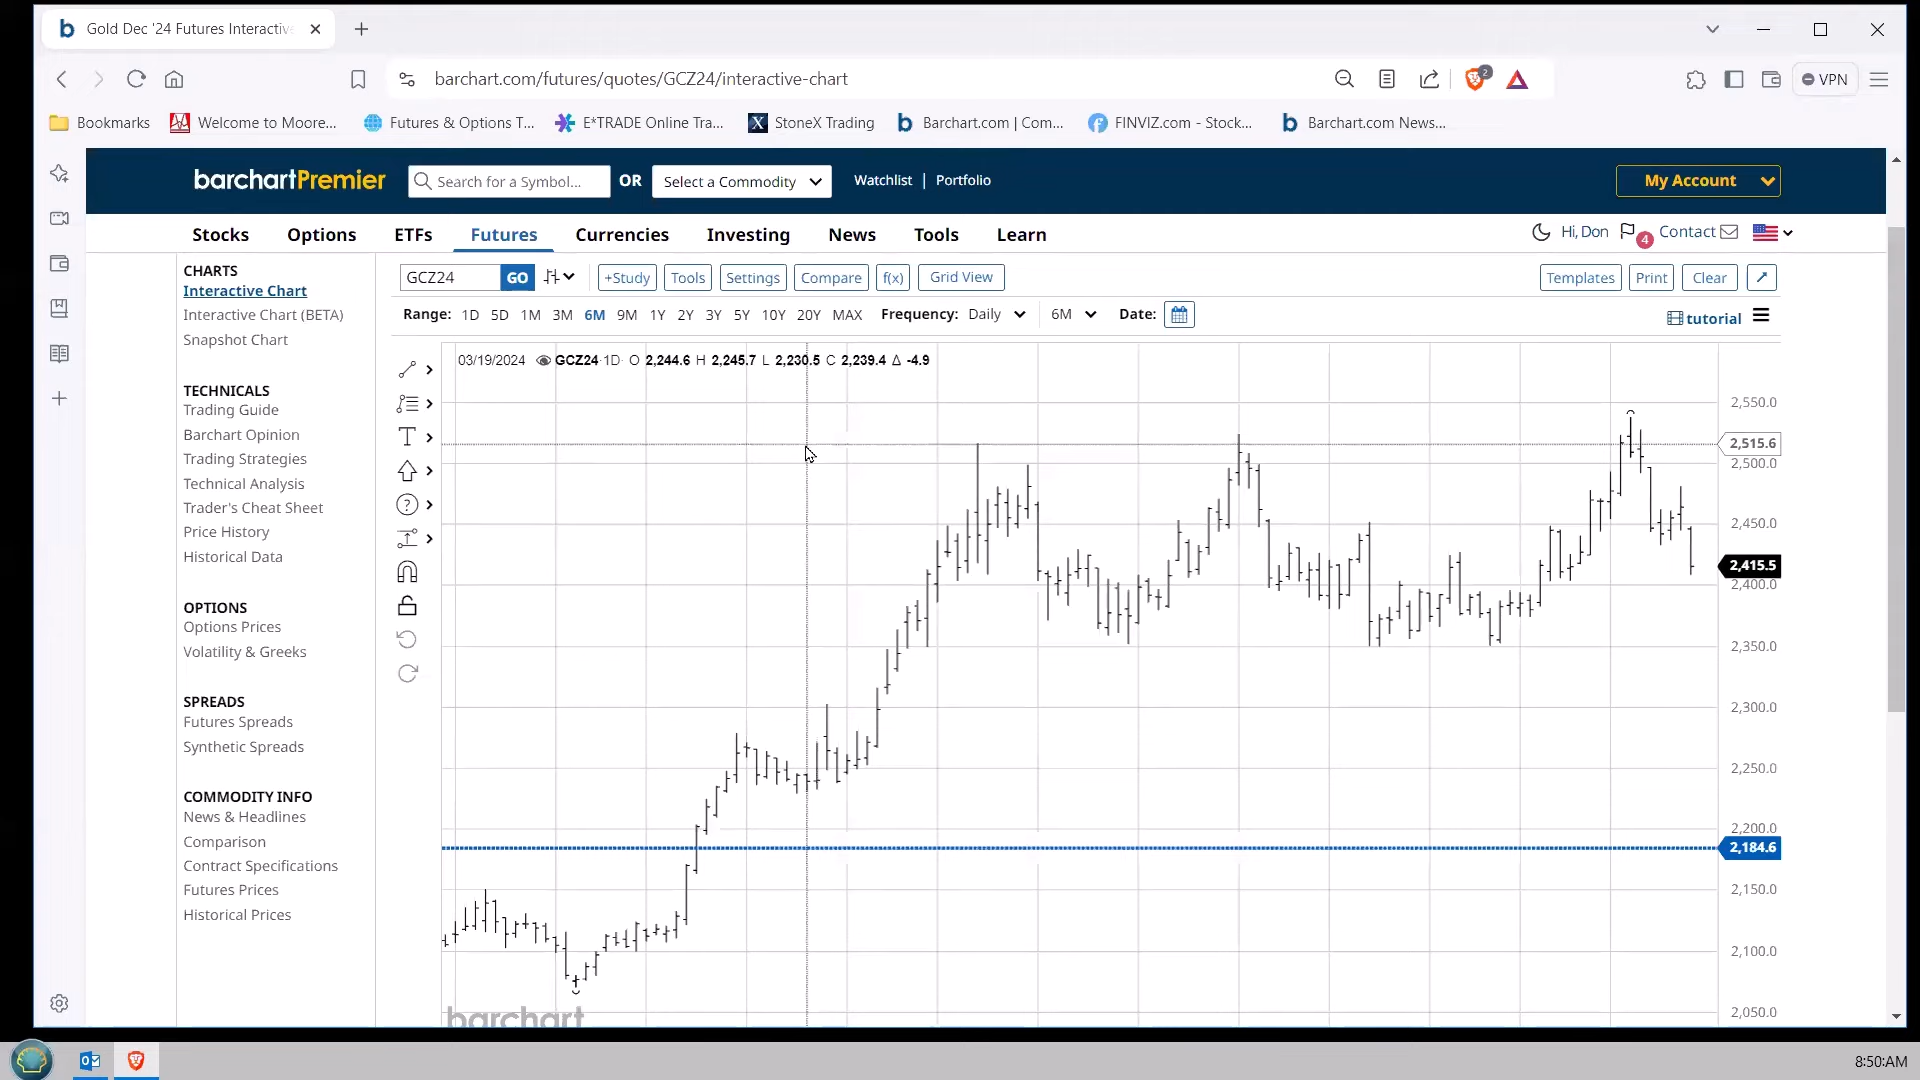 Gold Dec '24 Futures Interactive
barchart.com/futures/quotes/GCZ24/interactive-chart
2
VPN
Bookmarks
Welcome to Moore...
Futures & Options T...
E*TRADE Online Tra...
StoneX Trading
Barchart.com | Com...
FINVIZ.com - Stock...
Barchart.com News...
barchartPremier
Search for a Symbol...
OR
Select a Commodity
Watchlist | Portfolio
My Account
Stocks
Options
ETFs
Futures
Currencies
Investing
News
Tools
Learn
Hi, Don
4
Contact
CHARTS
Interactive Chart
Interactive Chart (BETA)
Snapshot Chart
TECHNICALS
Trading Guide
Barchart Opinion
Trading Strategies
Technical Analysis
Trader's Cheat Sheet
Price History
Historical Data
OPTIONS
Options Prices
Volatility & Greeks
SPREADS
Futures Spreads
Synthetic Spreads
COMMODITY INFO
News & Headlines
Comparison
Contract Specifications
Futures Prices
Historical Prices
GCZ24
GO
+Study
Tools
Settings
Compare
f(x)
Grid View
Templates
Print
Clear
Range: 1D 5D 1M 3M 6M 9M 1Y 2Y 3Y 5Y 10Y 20Y MAX
Frequency: Daily
6M
Date:
tutorial
03/19/2024 GCZ24·1D· O 2,244.6 H 2,245.7 L 2,230.5 C 2,239.4 Δ -4.9
2,550.0
2,515.6
2,500.0
2,450.0
2,415.5
2,400.0
2,350.0
2,300.0
2,250.0
2,200.0
2,184.6
2,150.0
2,100.0
2,050.0
barchart
8:50:AM